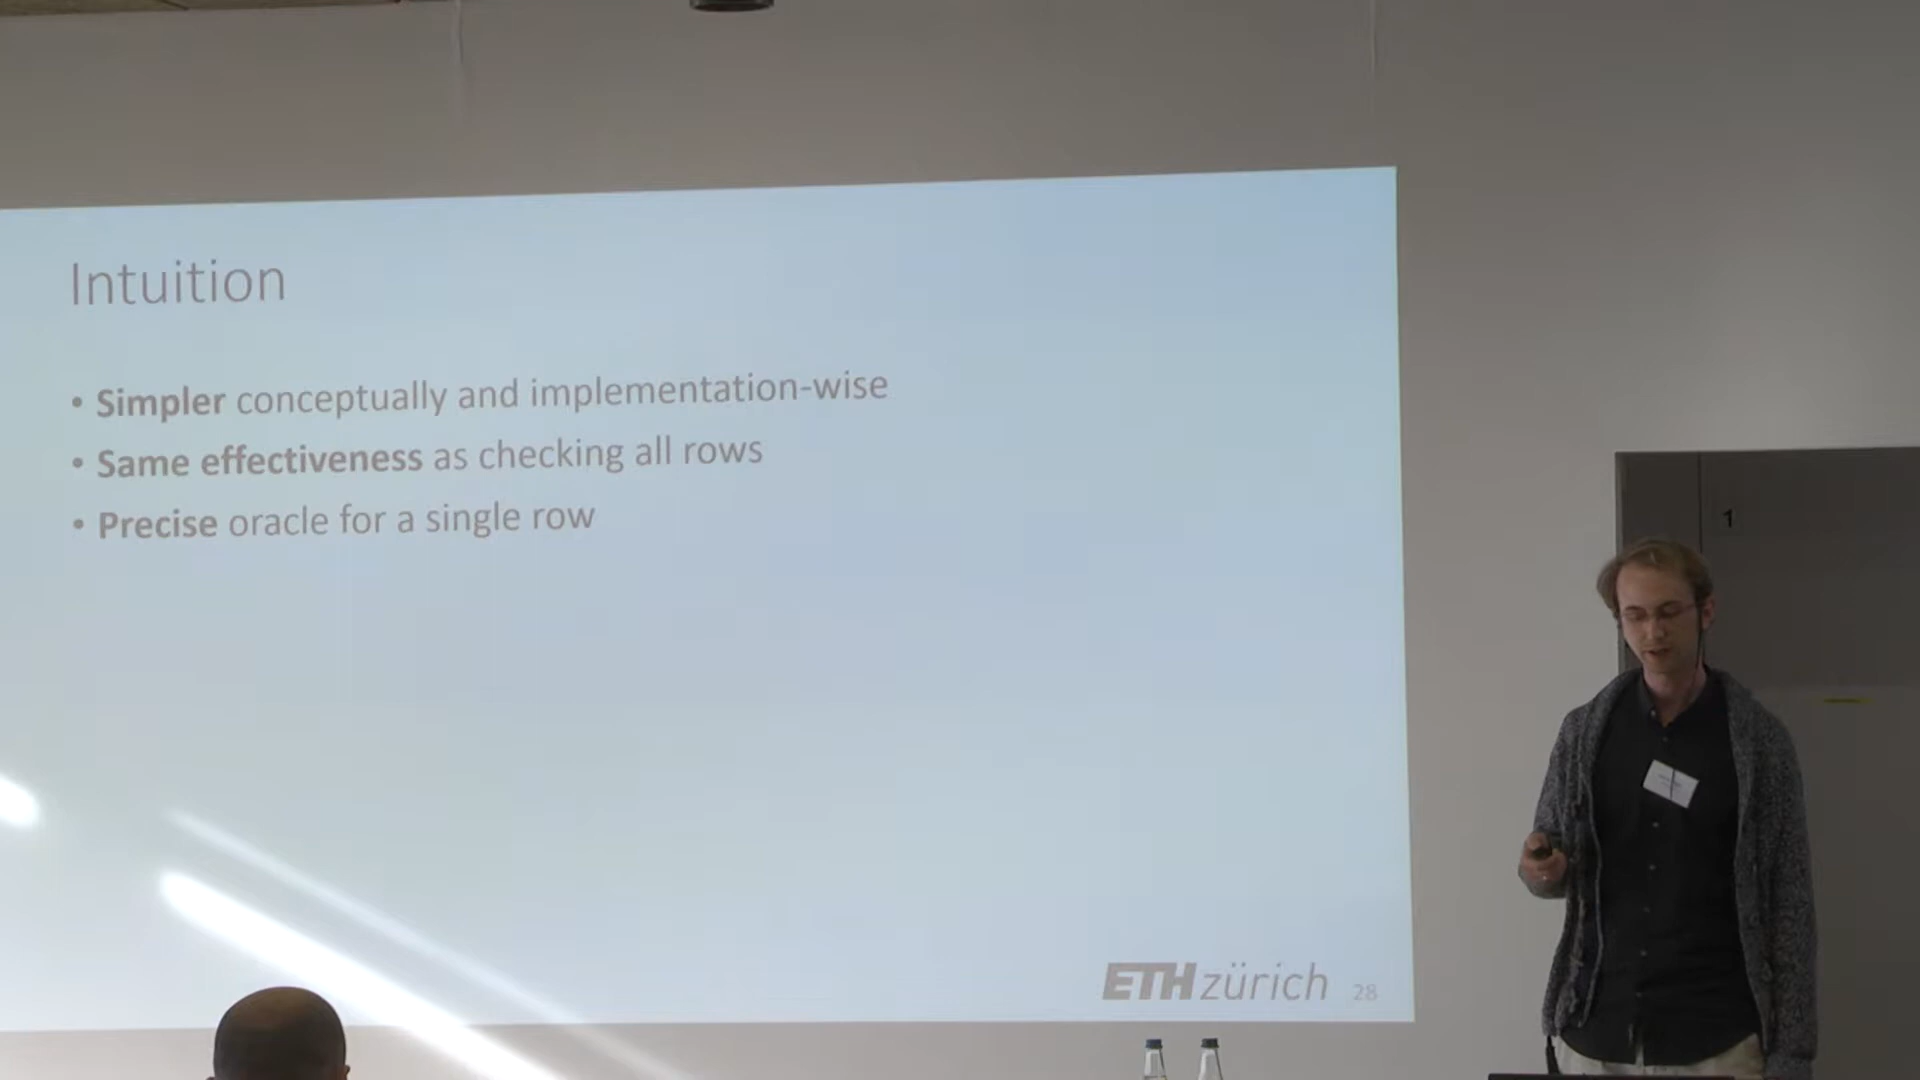 Intuition
• Simpler conceptually and implementation-wise
• Same effectiveness as checking all rows
• Precise oracle for a single row
ETH zürich 28
1